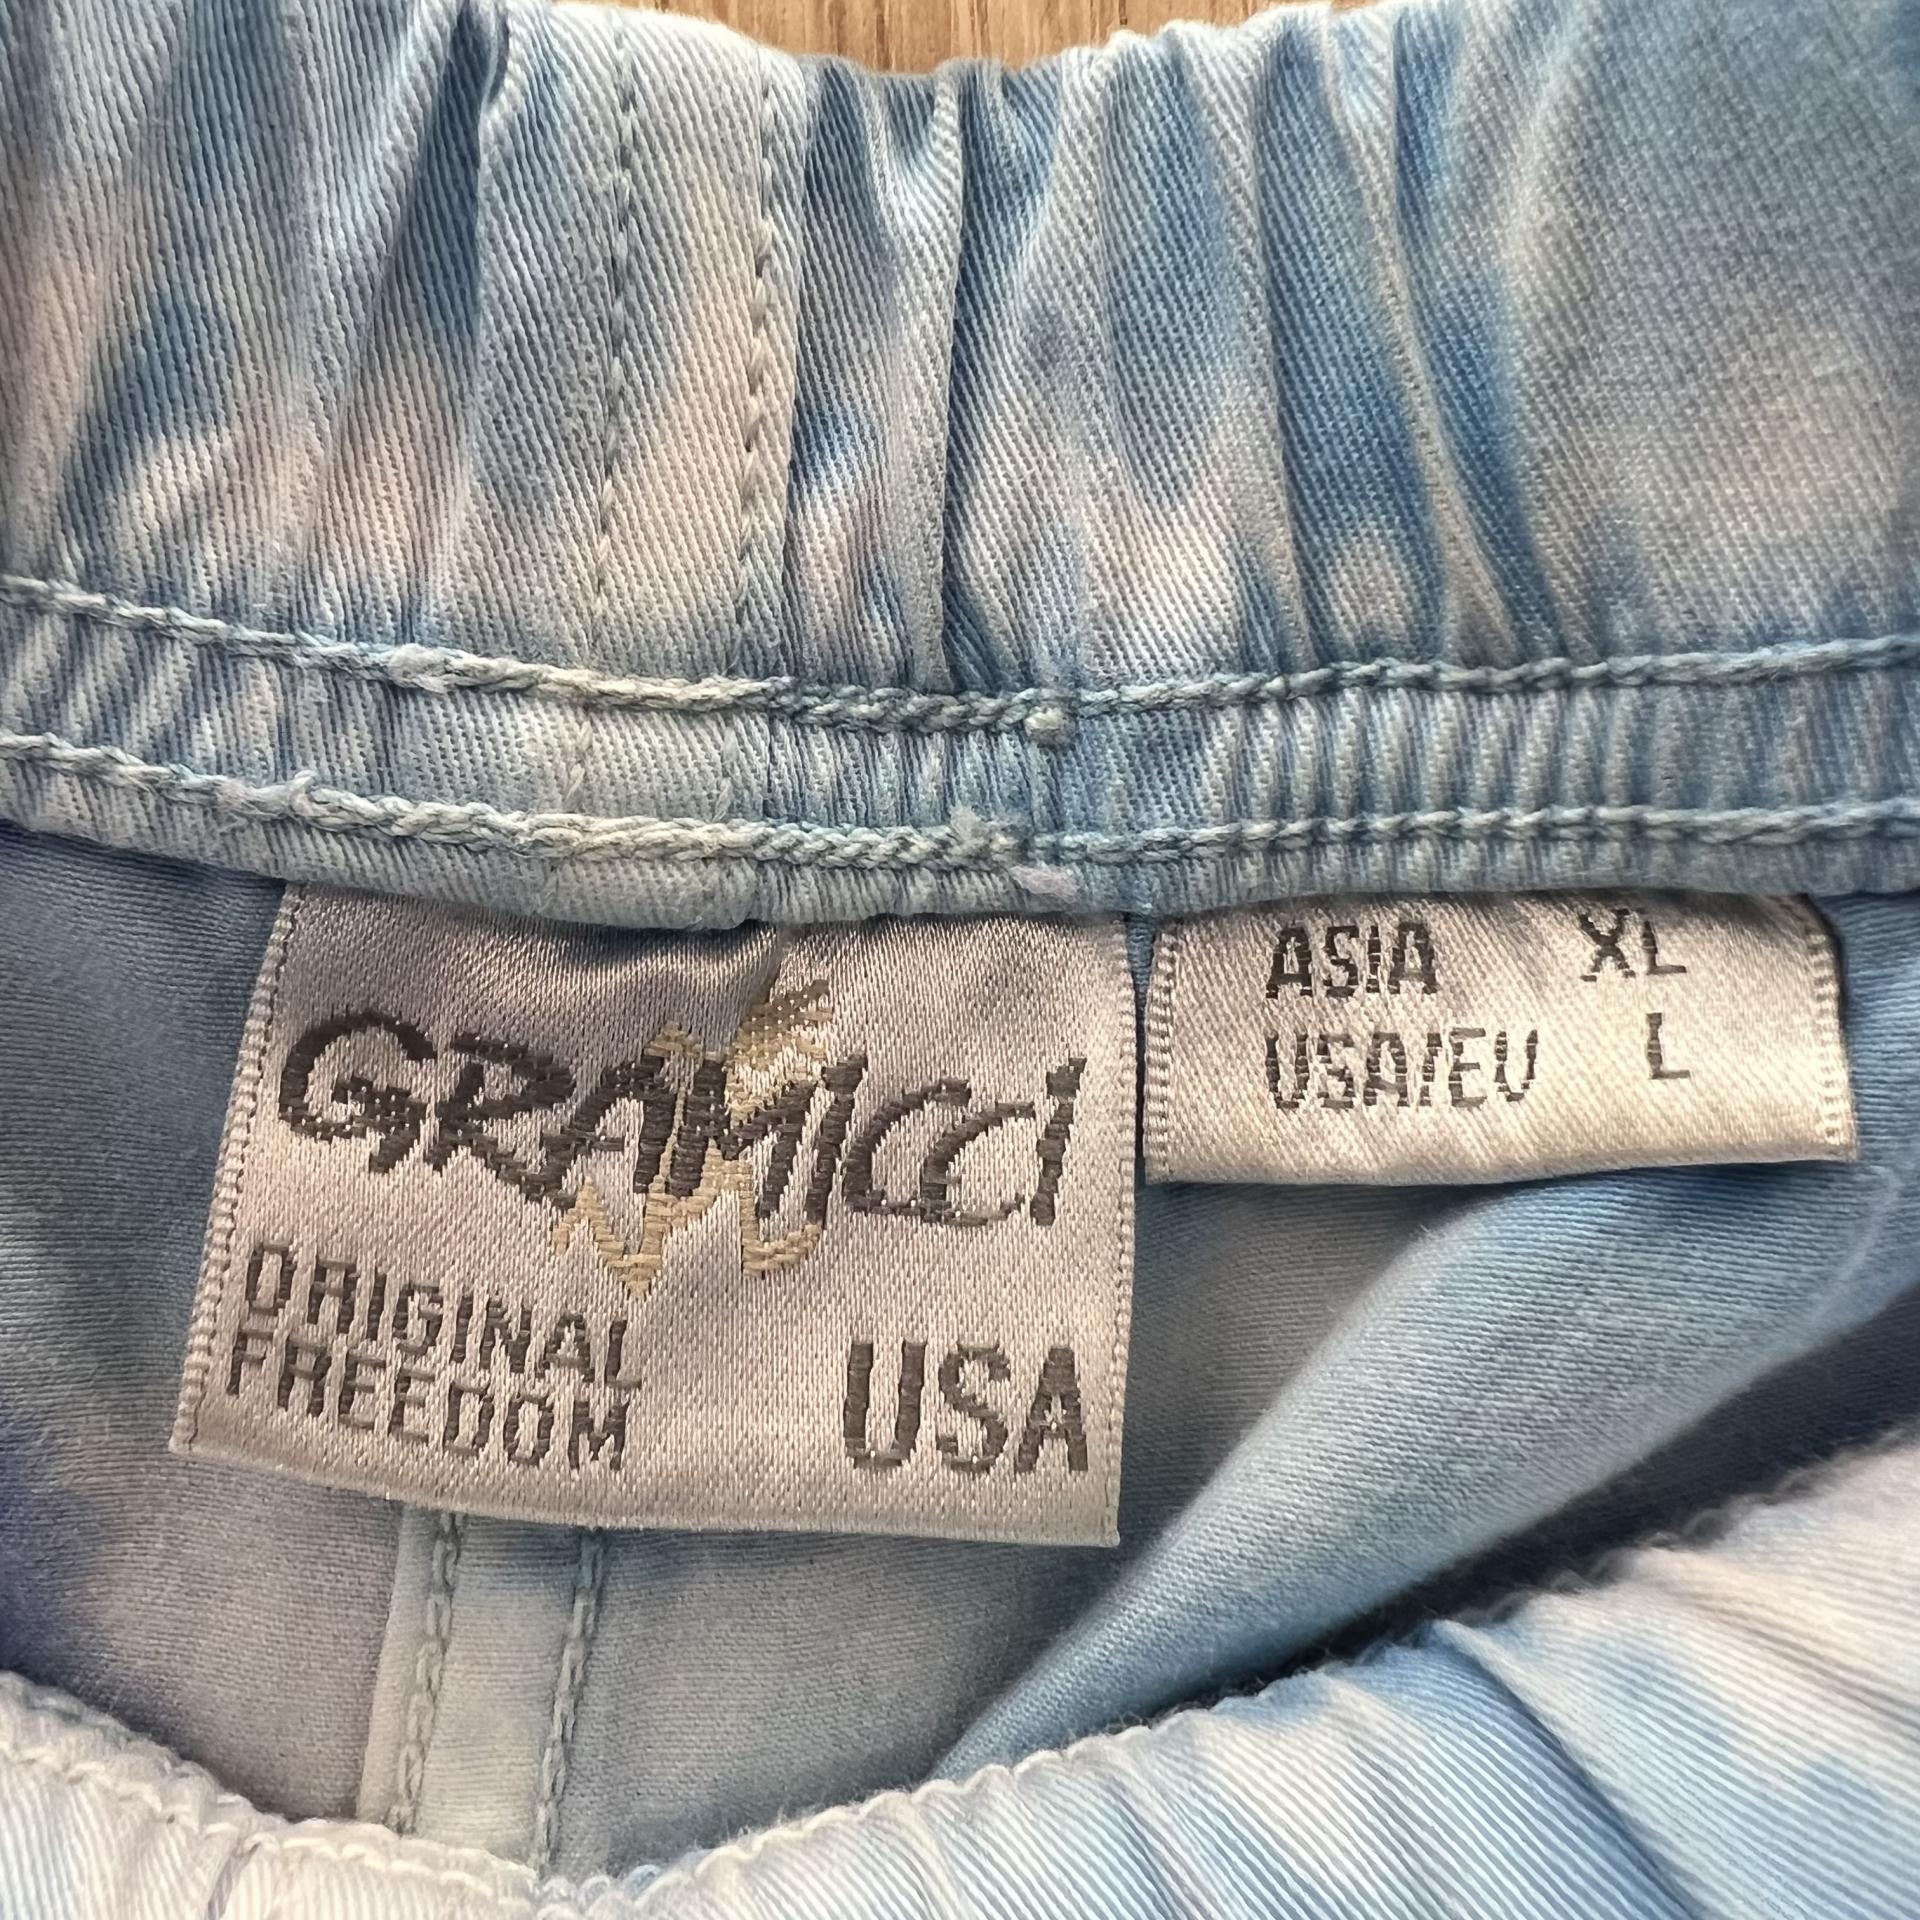 GRAMICCI
ORIGINAL
FREEDOM
USA
ASIA XL
USA/EU L